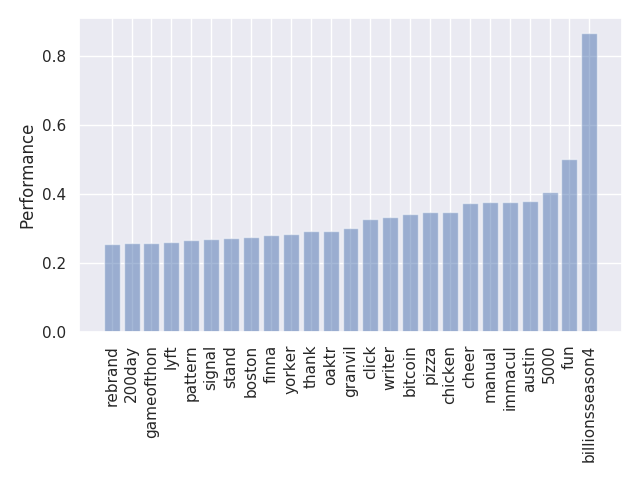 Performance
0.8
0.6
0.4
0.2
0.0
rebrand
200day
gameofthon
lyft
pattern
signal
stand
boston
finna
yorker
thank
oaktr
granvil
click
writer
bitcoin
pizza
chicken
cheer
manual
immacul
austin
5000
fun
billionsseason4